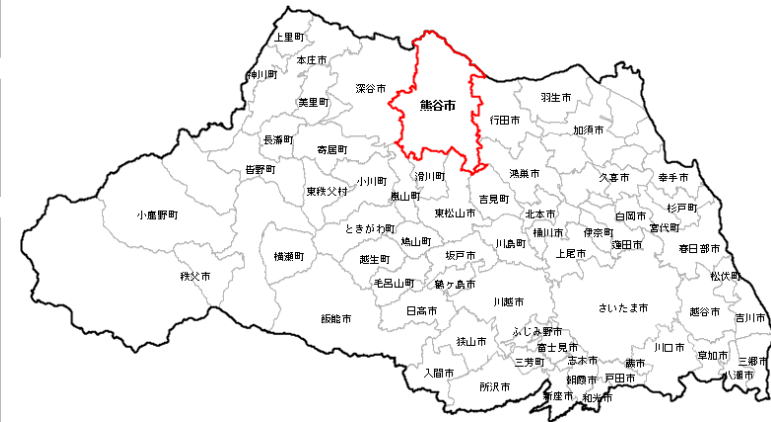 上里町
本庄市
神川町
美里町
深谷市
熊谷市
行田市
羽生市
加須市
長瀞町
寄居町
皆野町
東秩父村
小川町
嵐山町
滑川町
吉見町
鴻巣市
久喜市
幸手市
小鹿野町
東松山市
北本市
白岡市
杉戸町
ときがわ町
鳩山町
川島町
桶川市
伊奈町
宮代町
横瀬町
越生町
坂戸市
上尾市
蓮田市
春日部市
秩父市
毛呂山町
鶴ヶ島市
松伏町
飯能市
日高市
川越市
さいたま市
越谷市
吉川市
狭山市
ふじみ野市
富士見市
川口市
草加市
三芳町
志木市
蕨市
三郷市
入間市
所沢市
朝霞市
戸田市
八潮市
新座市
和光市